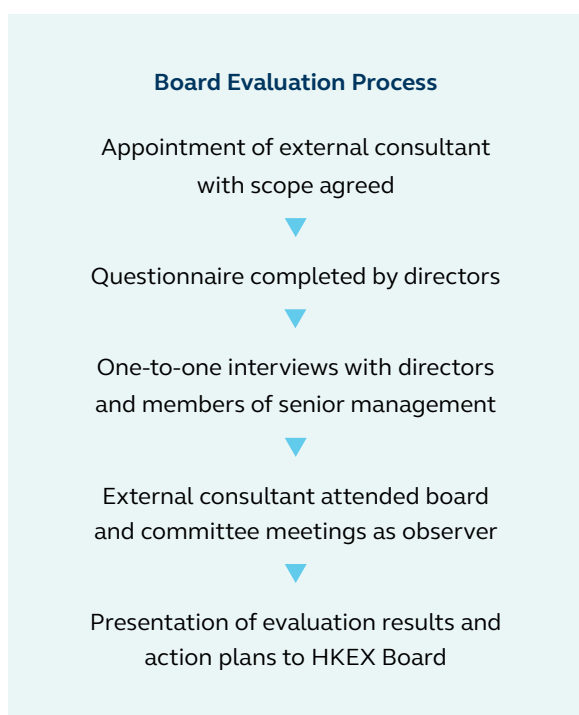 Board Evaluation Process
Appointment of external consultant
with scope agreed
Questionnaire completed by directors
One-to-one interviews with directors
and members of senior management
External consultant attended board
and committee meetings as observer
Presentation of evaluation results and
action plans to HKEX Board